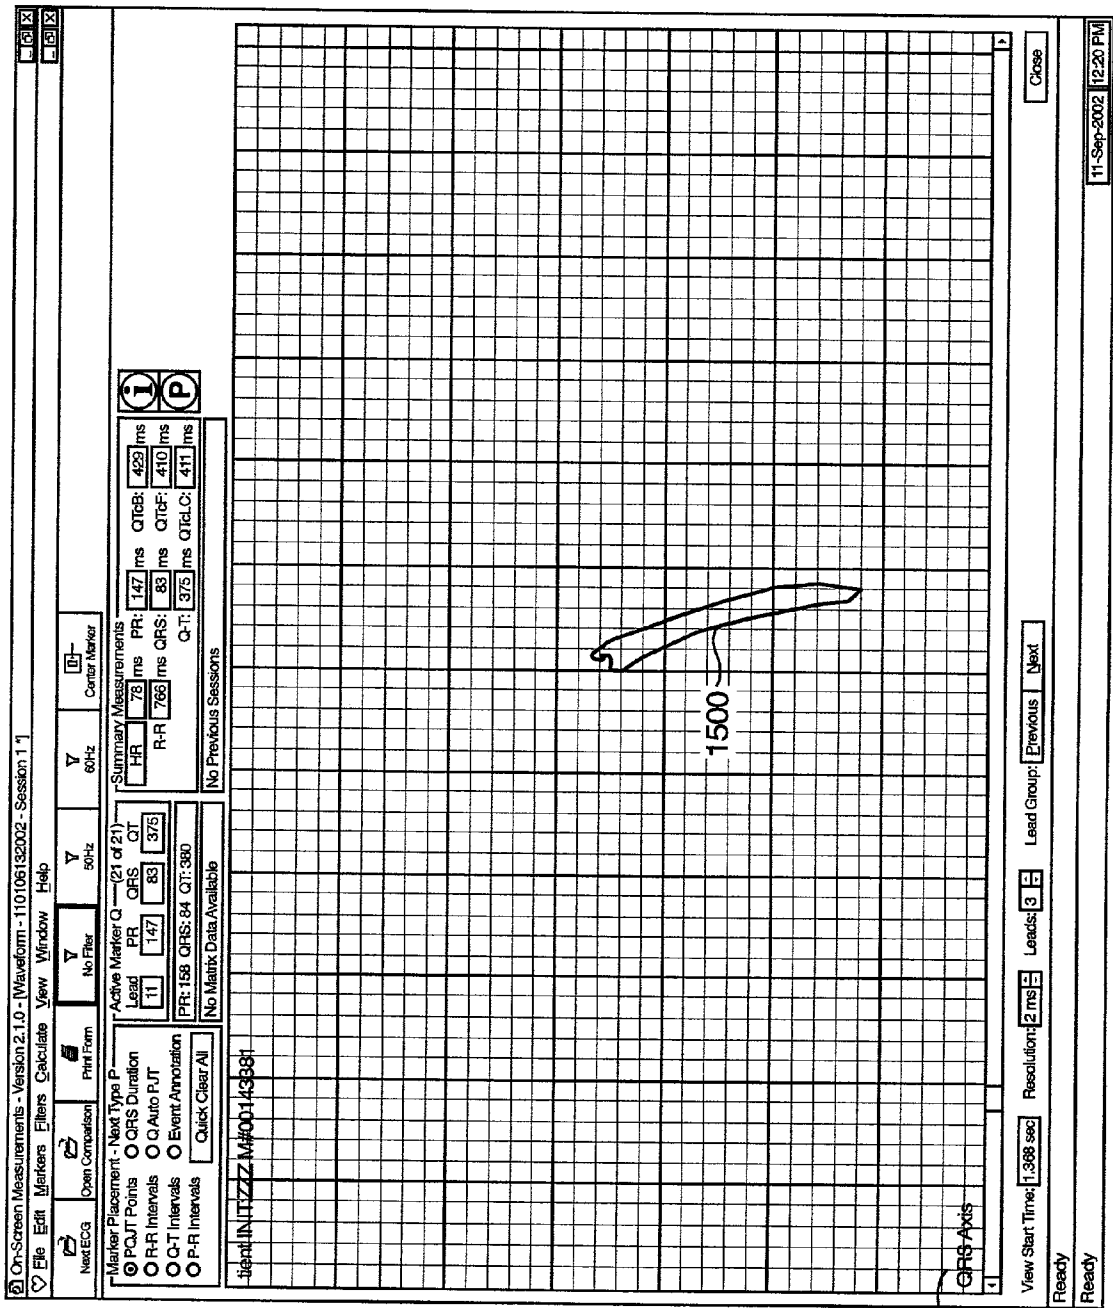 On-Screen Measurements - Version 2.1.0 - [Waveform - 110106132002 - Session 1 *]
File Edit Markers Filters Calculate View Window Help
Next ECG Open Comparison Print Form No Filter 50Hz 60Hz Center Marker
Marker Placement - Next Type P
PQJT Points QRS Duration
R-R Intervals Q Auto PJT
Q-T Intervals Event Annotation
P-R Intervals Quick Clear All
Active Marker Q (21 of 21)
Lead PR QRS QT
11 147 83 375
PR: 158 QRS: 84 QT: 380
No Matrix Data Available
Summary Measurements
HR 78 ms PR: 147 ms QTcB: 429 ms
R-R 766 ms QRS: 83 ms QTcF: 410 ms
Q-T: 375 ms QTcLC: 411 ms
No Previous Sessions
i
P
tient INIT:ZZZ M#00143381
1500
QRS Axis
View Start Time: 1.368 sec Resolution: 2 ms Leads: 3 Lead Group: Previous Next Close
Ready
Ready 11-Sep-2002 12:20 PM